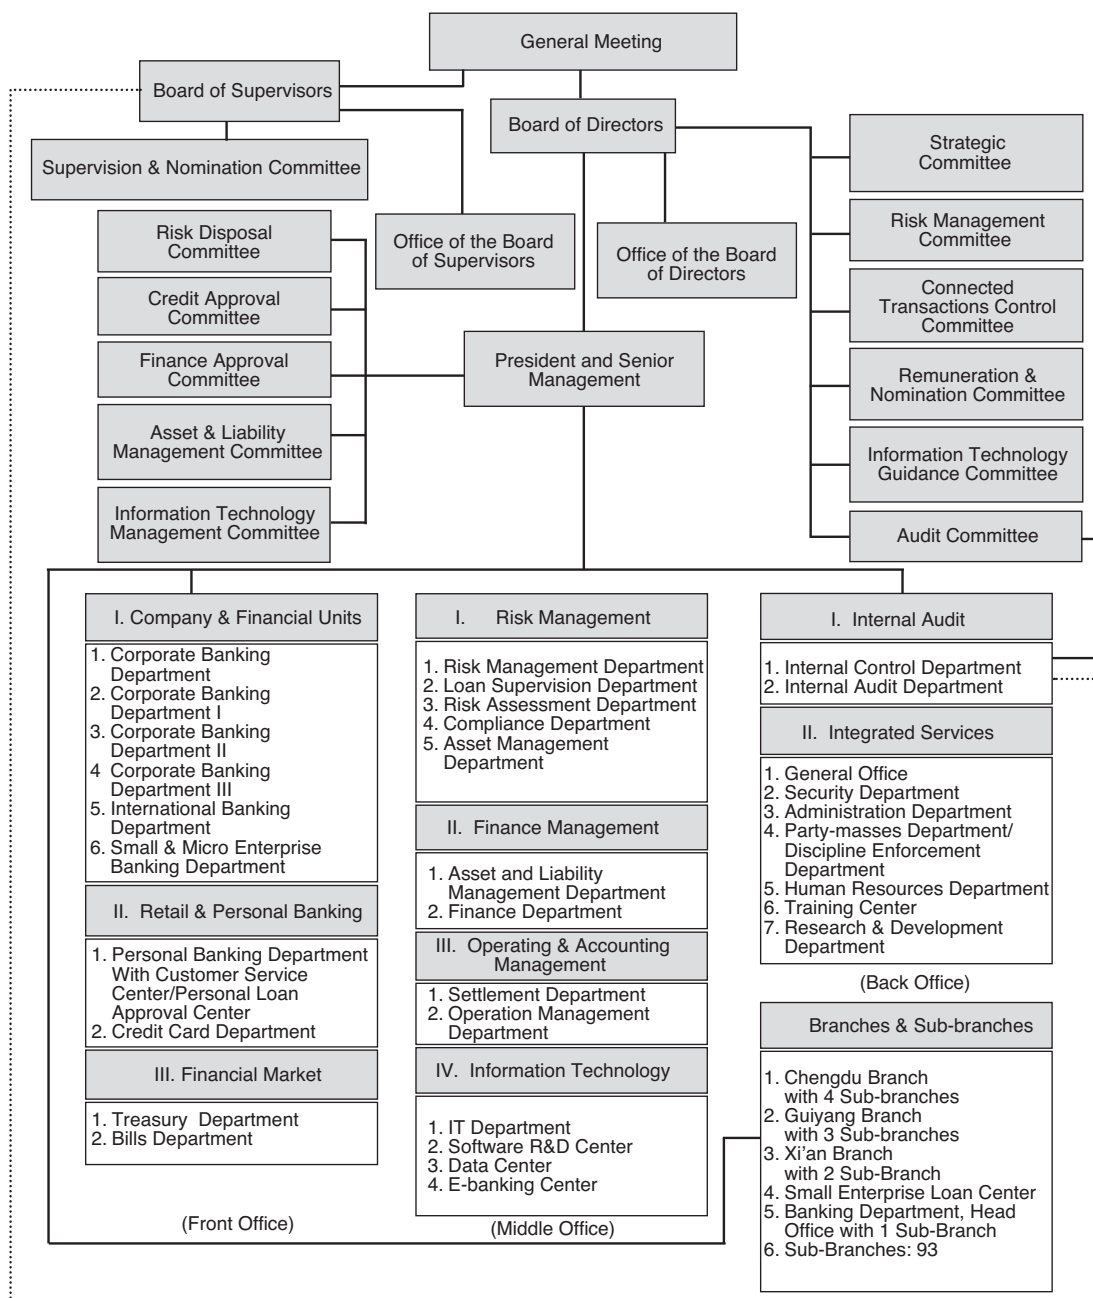 General Meeting
Board of Supervisors
Board of Directors
Supervision & Nomination Committee
Office of the Board
of Supervisors
Office of the Board
of Directors
Strategic
Committee
Risk Management
Committee
Connected
Transactions Control
Committee
Remuneration &
Nomination Committee
Information Technology
Guidance Committee
Audit Committee
Risk Disposal
Committee
Credit Approval
Committee
Finance Approval
Committee
Asset & Liability
Management Committee
Information Technology
Management Committee
President and Senior
Management
I. Company & Financial Units
1. Corporate Banking
Department
2. Corporate Banking
Department I
3. Corporate Banking
Department II
4 Corporate Banking
Department III
5. International Banking
Department
6. Small & Micro Enterprise
Banking Department
II. Retail & Personal Banking
1. Personal Banking Department
With Customer Service
Center/Personal Loan
Approval Center
2. Credit Card Department
III. Financial Market
1. Treasury Department
2. Bills Department
(Front Office)
I. Risk Management
1. Risk Management Department
2. Loan Supervision Department
3. Risk Assessment Department
4. Compliance Department
5. Asset Management
Department
II. Finance Management
1. Asset and Liability
Management Department
2. Finance Department
III. Operating & Accounting
Management
1. Settlement Department
2. Operation Management
Department
IV. Information Technology
1. IT Department
2. Software R&D Center
3. Data Center
4. E-banking Center
(Middle Office)
I. Internal Audit
1. Internal Control Department
2. Internal Audit Department
II. Integrated Services
1. General Office
2. Security Department
3. Administration Department
4. Party-masses Department/
Discipline Enforcement
Department
5. Human Resources Department
6. Training Center
7. Research & Development
Department
(Back Office)
Branches & Sub-branches
1. Chengdu Branch
with 4 Sub-branches
2. Guiyang Branch
with 3 Sub-branches
3. Xi’an Branch
with 2 Sub-Branch
4. Small Enterprise Loan Center
5. Banking Department, Head
Office with 1 Sub-Branch
6. Sub-Branches: 93